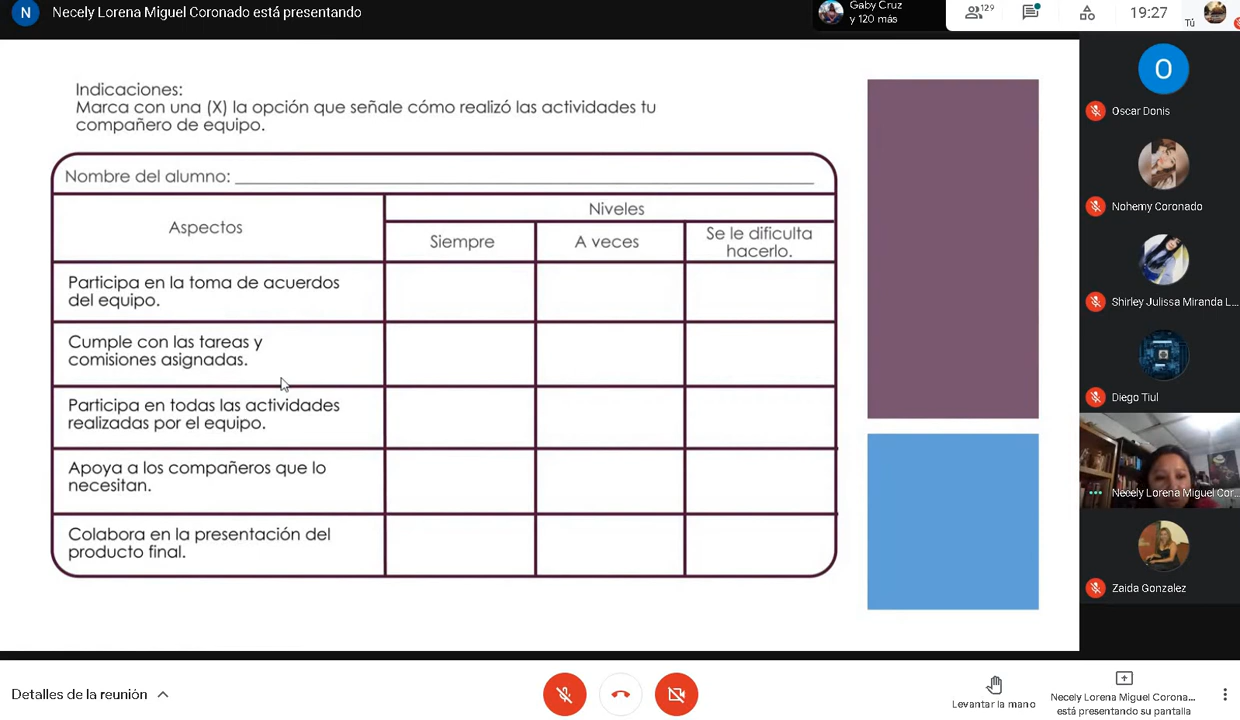 N Necely Lorena Miguel Coronado está presentando
Gaby Cruz
y 120 más
129
19:27
Tú
Indicaciones:
Marca con una (X) la opción que señale cómo realizó las actividades tu
compañero de equipo.
Nombre del alumno:
Aspectos
Niveles
Siempre
A veces
Se le dificulta
hacerlo.
Participa en la toma de acuerdos
del equipo.
Cumple con las tareas y
comisiones asignadas.
Participa en todas las actividades
realizadas por el equipo.
Apoya a los compañeros que lo
necesitan.
Colabora en la presentación del
producto final.
O
Oscar Donis
Nohemy Coronado
Shirley Julissa Miranda L...
Diego Tiul
Necely Lorena Miguel Cor...
Zaida Gonzalez
Detalles de la reunión
Levantar la mano
Necely Lorena Miguel Corona...
está presentando su pantalla